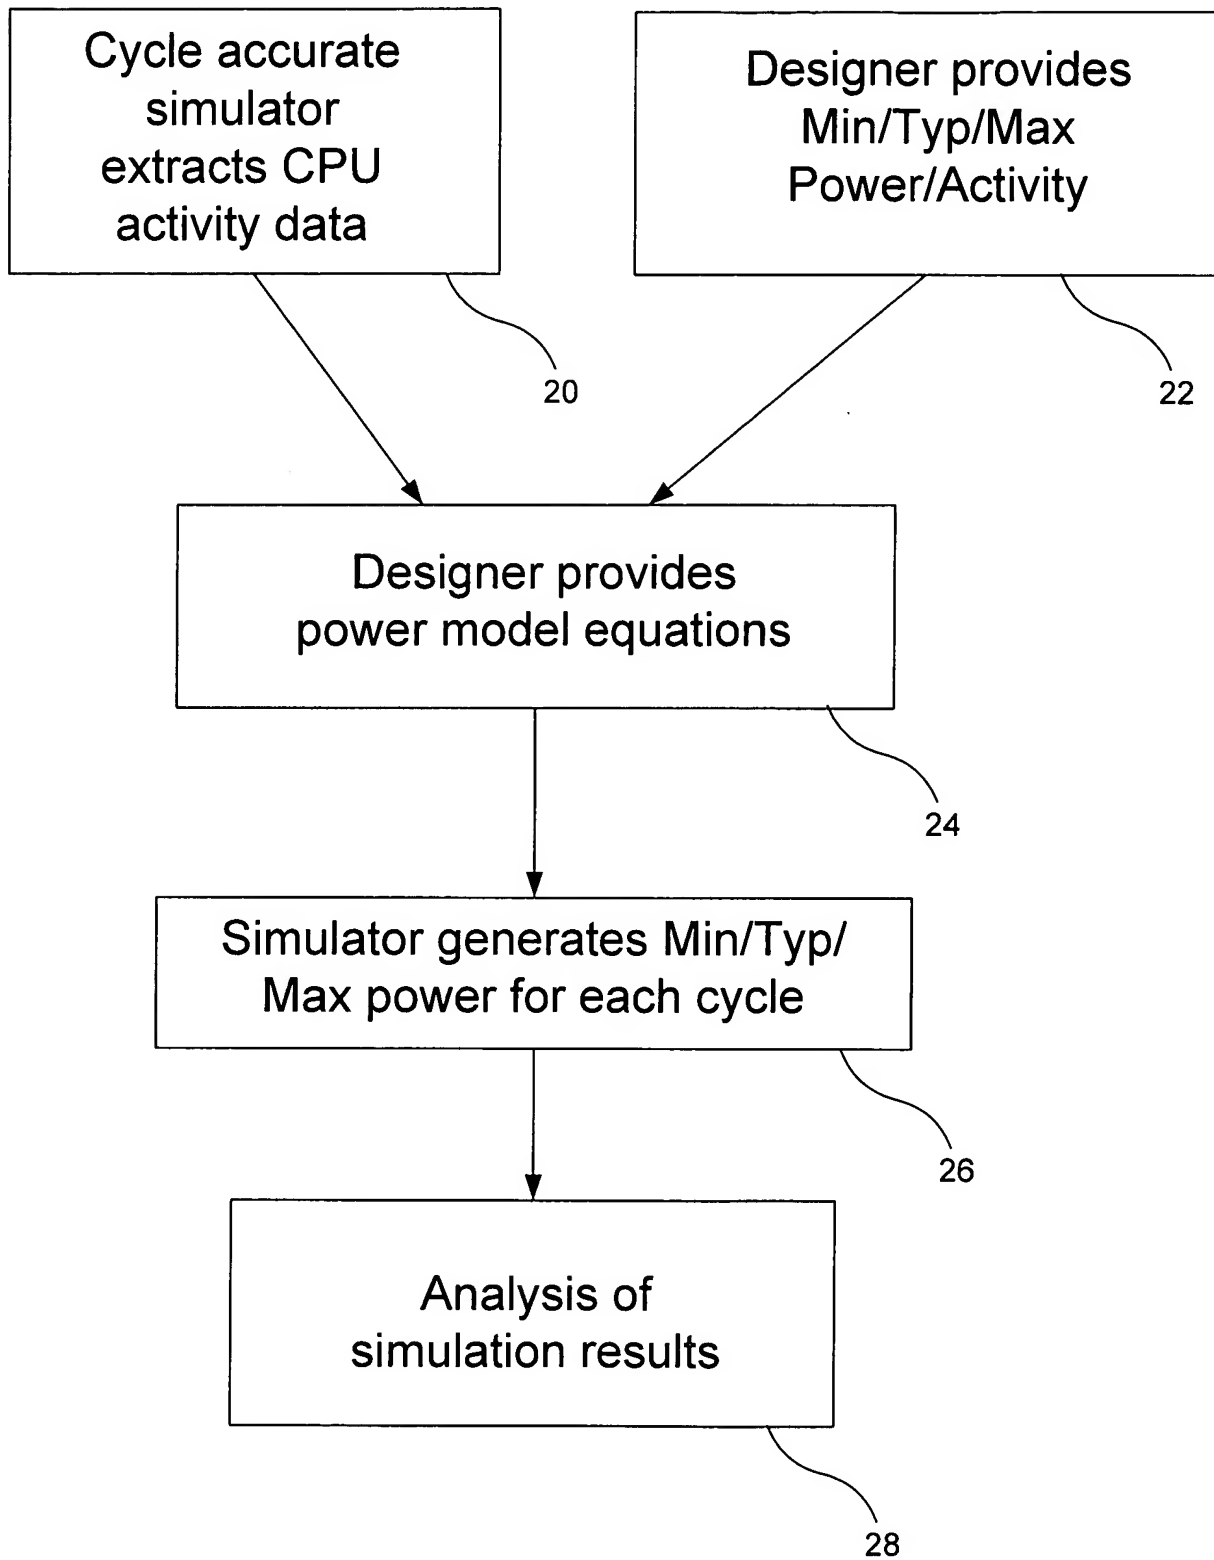 Cycle accurate
simulator
extracts CPU
activity data
Designer provides
Min/Typ/Max
Power/Activity
20
22
Designer provides
power model equations
24
Simulator generates Min/Typ/
Max power for each cycle
26
Analysis of
simulation results
28